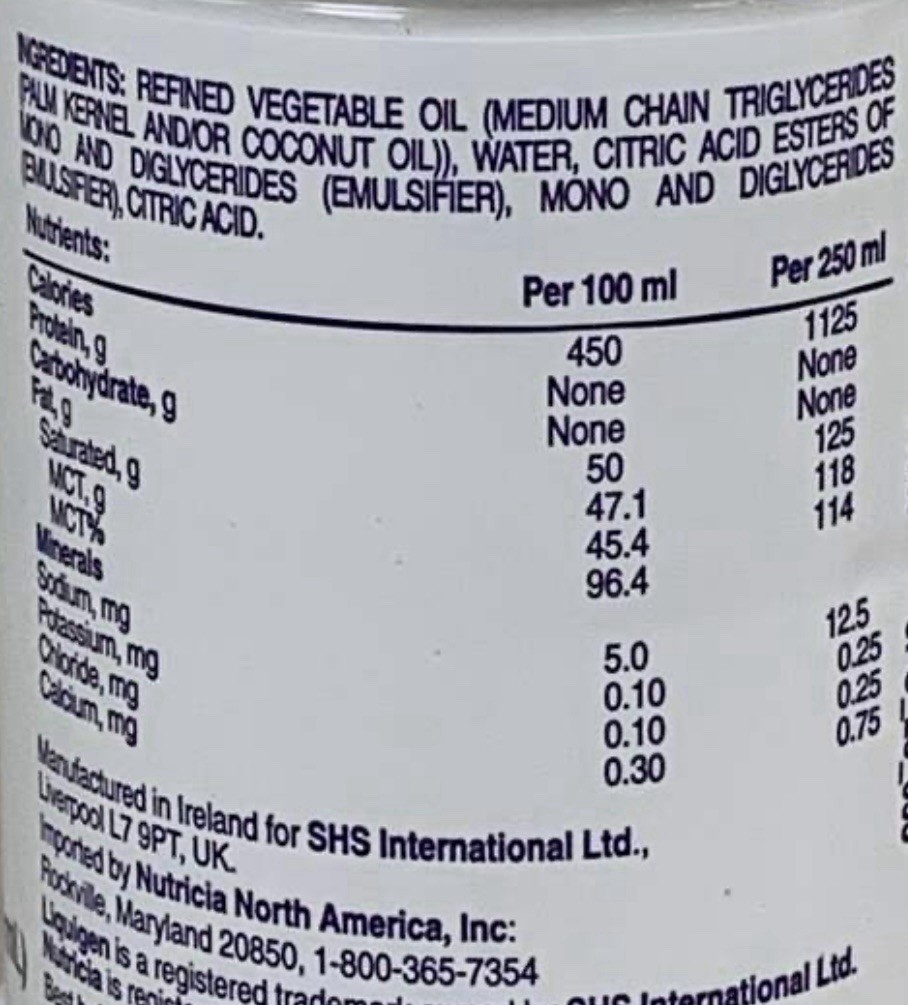 INGREDIENTS: REFINED VEGETABLE OIL (MEDIUM CHAIN TRIGLYCERIDES
PALM KERNEL AND/OR COCONUT OIL)), WATER, CITRIC ACID ESTERS OF
MONO AND DIGLYCERIDES (EMULSIFIER), MONO AND DIGLYCERIDES
(EMULSIFIER), CITRIC ACID.
Nutrients: Per 100 ml Per 250 ml
Calories 450 1125
Protein, g None None
Carbohydrate, g None None
Fat, g 50 125
Saturated, g 47.1 118
MCT, g 45.4 114
MCT% 96.4
Minerals
Sodium, mg 5.0 12.5
Potassium, mg 0.10 0.25
Chloride, mg 0.10 0.25
Calcium, mg 0.30 0.75
Manufactured in Ireland for SHS International Ltd.,
Liverpool L7 9PT, UK.
Imported by Nutricia North America, Inc:
Rockville, Maryland 20850, 1-800-365-7354
Liquigen is a registered SHS International Ltd.
Nutricia is
Best